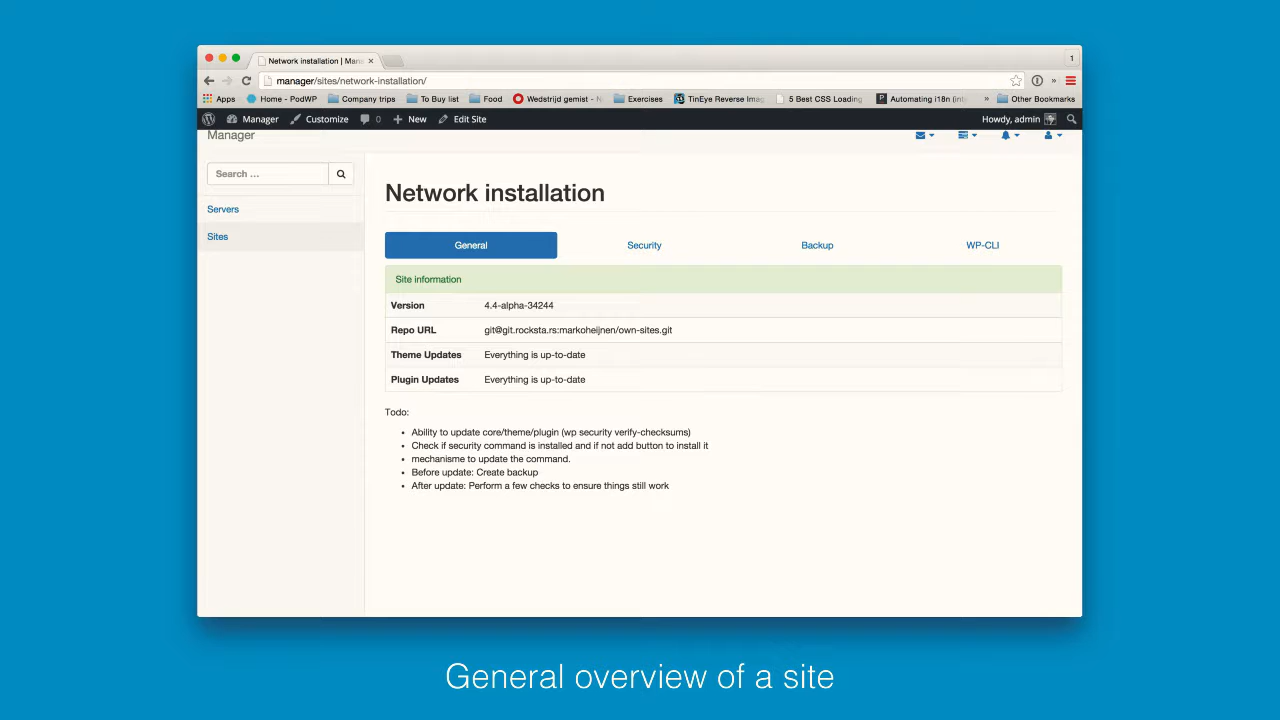 Network installation | Mana
1
manager/sites/network-installation/
Apps Home - PodWP Company trips To Buy list Food Wedstrijd gemist - N Exercises TinEye Reverse Imag 5 Best CSS Loading Automating i18n (int » Other Bookmarks
Manager Customize 0 New Edit Site Howdy, admin
Manager
Search ...
Servers
Sites
Network installation
General Security Backup WP-CLI
Site information
Version 4.4-alpha-34244
Repo URL git@git.rocksta.rs:markoheijnen/own-sites.git
Theme Updates Everything is up-to-date
Plugin Updates Everything is up-to-date
Todo:
• Ability to update core/theme/plugin (wp security verify-checksums)
• Check if security command is installed and if not add button to install it
• mechanisme to update the command.
• Before update: Create backup
• After update: Perform a few checks to ensure things still work
General overview of a site